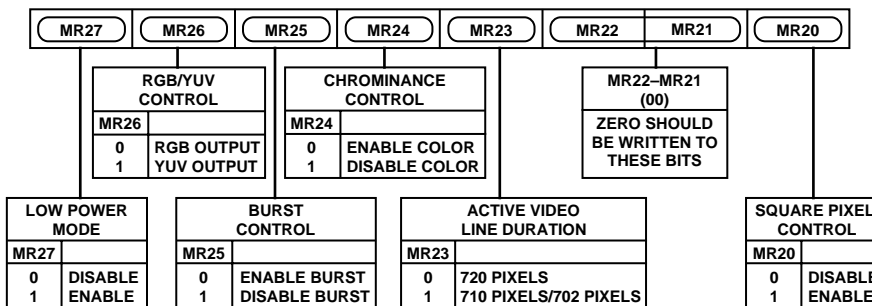 MR27 MR26 MR25 MR24 MR23 MR22 MR21 MR20
RGB/YUV
CONTROL
MR26
0 RGB OUTPUT
1 YUV OUTPUT
CHROMINANCE
CONTROL
MR24
0 ENABLE COLOR
1 DISABLE COLOR
MR22–MR21
(00)
ZERO SHOULD
BE WRITTEN TO
THESE BITS
LOW POWER
MODE
MR27
0 DISABLE
1 ENABLE
BURST
CONTROL
MR25
0 ENABLE BURST
1 DISABLE BURST
ACTIVE VIDEO
LINE DURATION
MR23
0 720 PIXELS
1 710 PIXELS/702 PIXELS
SQUARE PIXEL
CONTROL
MR20
0 DISABLE
1 ENABLE